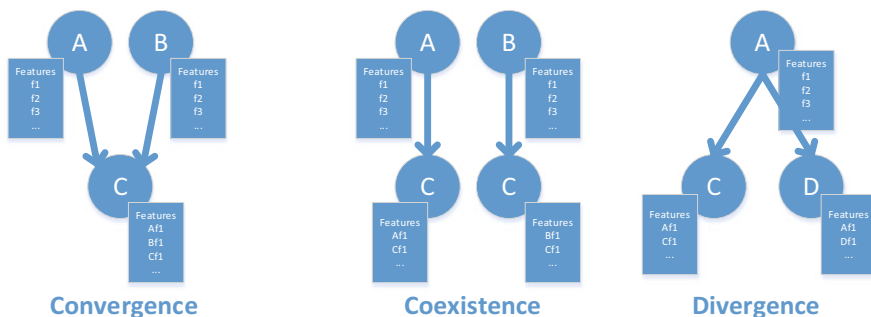 A
B
Features
f1
f2
f3
...
Features
f1
f2
f3
...
C
Features
Af1
Bf1
Cf1
...
Convergence
A
B
Features
f1
f2
f3
...
Features
f1
f2
f3
...
C
C
Features
Af1
Cf1
...
Features
Bf1
Cf1
...
Coexistence
A
Features
f1
f2
f3
...
C
D
Features
Af1
Cf1
...
Features
Af1
Df1
...
Divergence